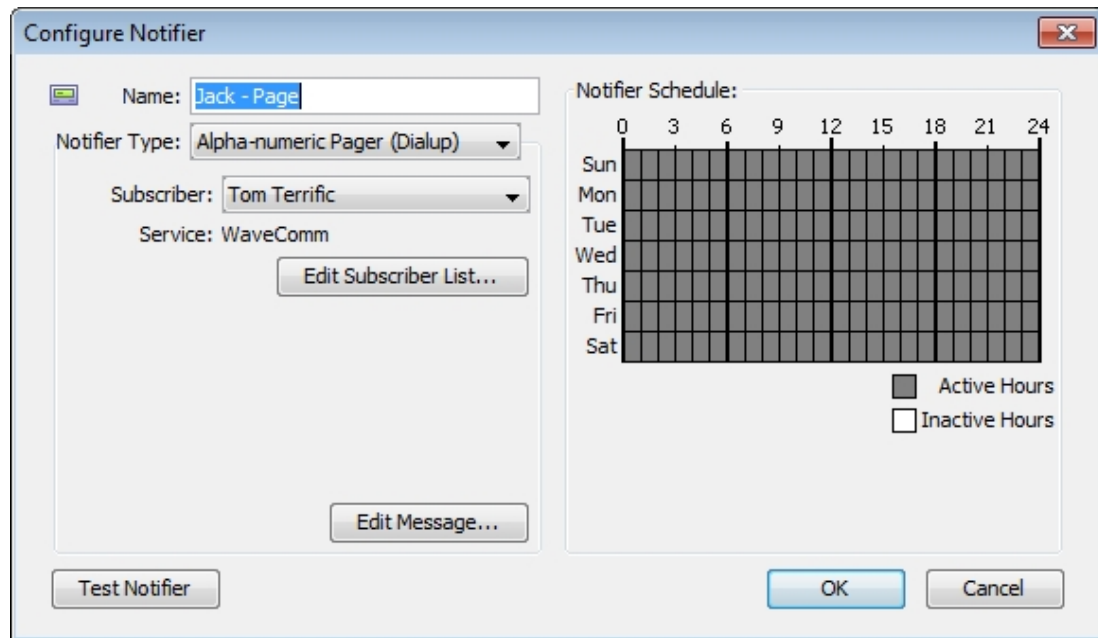 Configure Notifier
Name: Jack - Page
Notifier Type: Alpha-numeric Pager (Dialup)
Subscriber: Tom Terrific
Service: WaveComm
Edit Subscriber List...
Edit Message...
Notifier Schedule:
0 3 6 9 12 15 18 21 24
Sun
Mon
Tue
Wed
Thu
Fri
Sat
Active Hours
Inactive Hours
Test Notifier
OK
Cancel